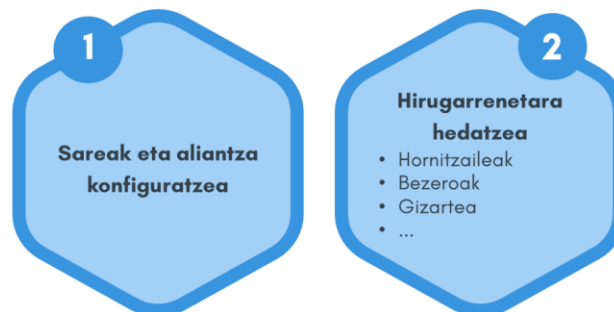 1
Sareak eta aliantza
konfiguratzea
2
Hirugarrenetara
hedatzea
• Hornitzaileak
• Bezeroak
• Gizartea
• ...